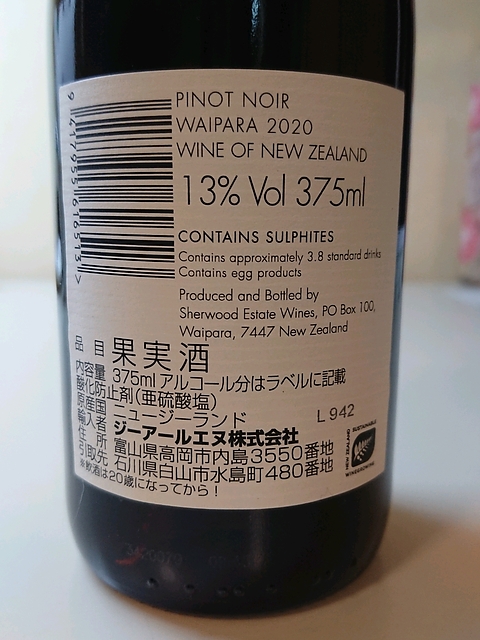 9 417955 616513 >
PINOT NOIR
WAIPARA 2020
WINE OF NEW ZEALAND
13% Vol 375ml
CONTAINS SULPHITES
Contains approximately 3.8 standard drinks
Contains egg products
Produced and Bottled by
Sherwood Estate Wines, PO Box 100,
Waipara, 7447 New Zealand
品 目 果実酒
内容量 375ml アルコール分はラベルに記載
酸化防止剤(亜硫酸塩)
原産国 ニュージーランド
輸入者 ジーアールエヌ株式会社
住 所 富山県高岡市内島3550番地
引取先 石川県白山市水島町480番地
※飲酒は20歳になってから!
L 942
SUSTAINABLE
NEW ZEALAND
WINEGROWING